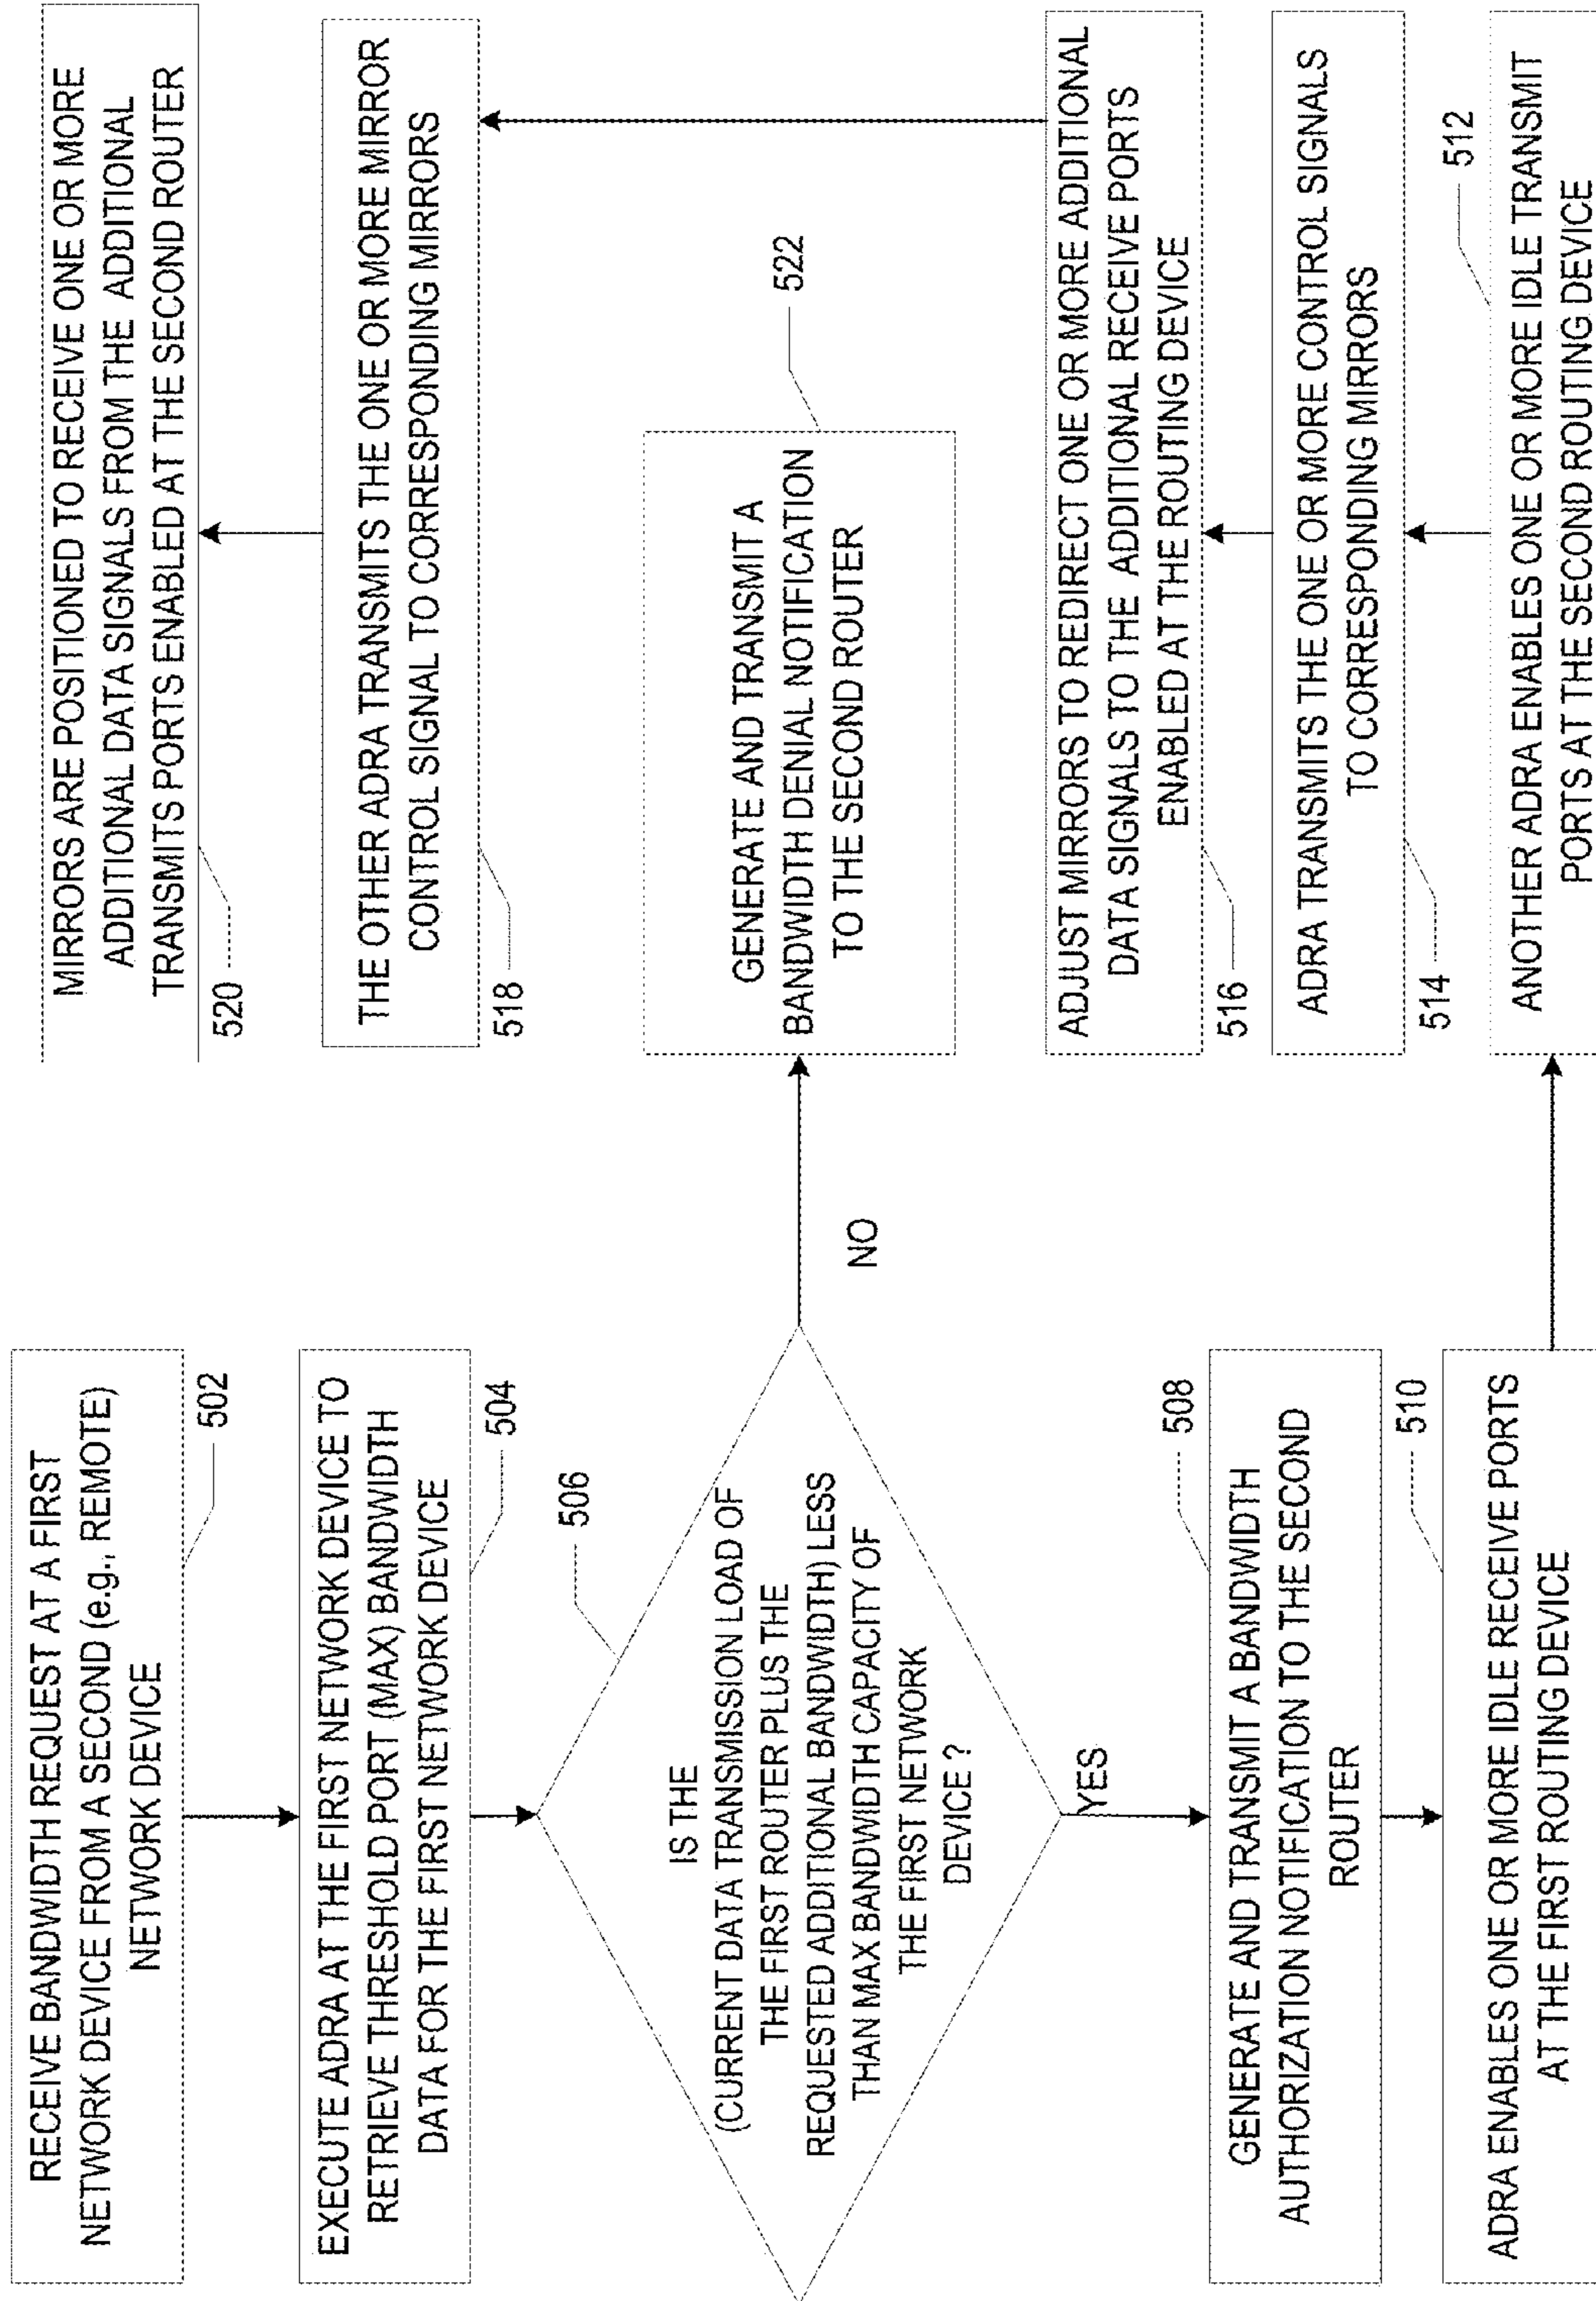 RECEIVE BANDWIDTH REQUEST AT A FIRST
NETWORK DEVICE FROM A SECOND (e.g., REMOTE)
NETWORK DEVICE
502
EXECUTE ADRA AT THE FIRST NETWORK DEVICE TO
RETRIEVE THRESHOLD PORT (MAX) BANDWIDTH
DATA FOR THE FIRST NETWORK DEVICE
504
506
IS THE
(CURRENT DATA TRANSMISSION LOAD OF
THE FIRST ROUTER PLUS THE
REQUESTED ADDITIONAL BANDWIDTH) LESS
THAN MAX BANDWIDTH CAPACITY OF
THE FIRST NETWORK
DEVICE ?
NO
YES
508
GENERATE AND TRANSMIT A BANDWIDTH
AUTHORIZATION NOTIFICATION TO THE SECOND
ROUTER
510
ADRA ENABLES ONE OR MORE IDLE RECEIVE PORTS
AT THE FIRST ROUTING DEVICE
512
ANOTHER ADRA ENABLES ONE OR MORE IDLE TRANSMIT
PORTS AT THE SECOND ROUTING DEVICE
ADRA TRANSMITS THE ONE OR MORE CONTROL SIGNALS
TO CORRESPONDING MIRRORS
514
ADJUST MIRRORS TO REDIRECT ONE OR MORE ADDITIONAL
DATA SIGNALS TO THE ADDITIONAL RECEIVE PORTS
ENABLED AT THE ROUTING DEVICE
516
THE OTHER ADRA TRANSMITS THE ONE OR MORE MIRROR
CONTROL SIGNAL TO CORRESPONDING MIRRORS
518
MIRRORS ARE POSITIONED TO RECEIVE ONE OR MORE
ADDITIONAL DATA SIGNALS FROM THE ADDITIONAL
TRANSMITS PORTS ENABLED AT THE SECOND ROUTER
520
GENERATE AND TRANSMIT A
BANDWIDTH DENIAL NOTIFICATION
TO THE SECOND ROUTER
522